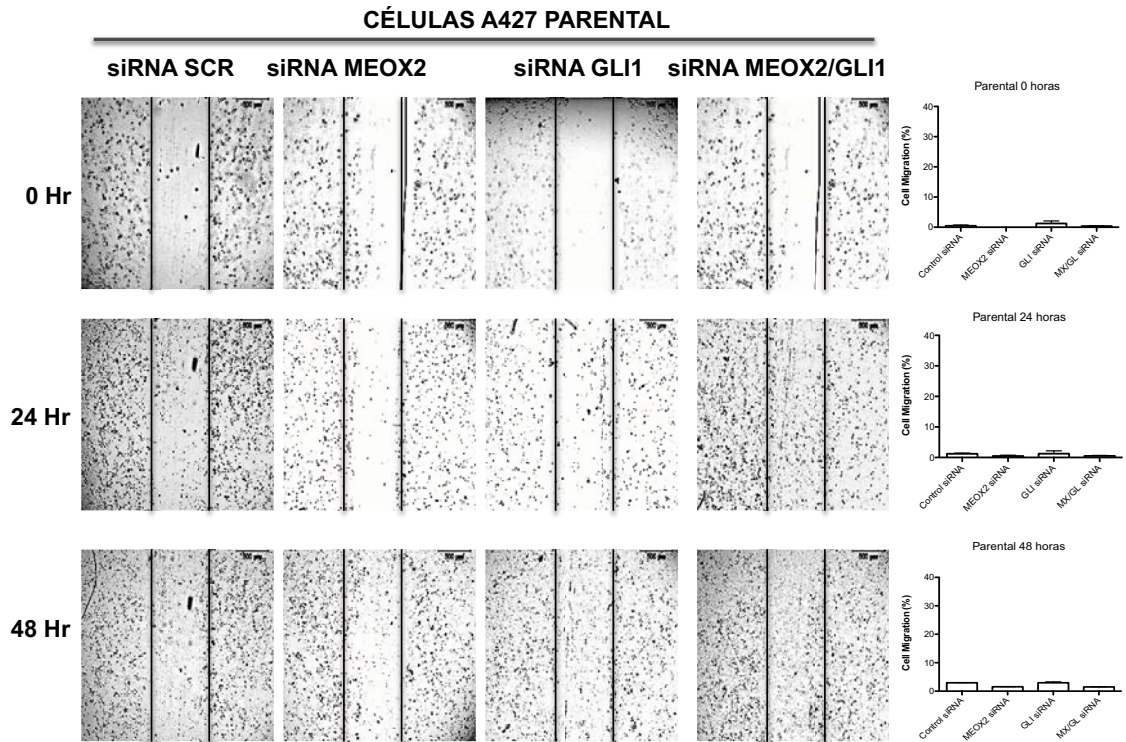 CÉLULAS A427 PARENTAL
siRNA SCR siRNA MEOX2 siRNA GLI1 siRNA MEOX2/GLI1
0 Hr
Parental 0 horas
Cell Migration (%)
40
30
20
10
0
Control siRNA
MEOX2 siRNA
GLI siRNA
MX/GL siRNA
24 Hr
Parental 24 horas
Cell Migration (%)
40
30
20
10
0
Control siRNA
MEOX2 siRNA
GLI siRNA
MX/GL siRNA
48 Hr
Parental 48 horas
Cell Migration (%)
40
30
20
10
0
Control siRNA
MEOX2 siRNA
GLI siRNA
MX/GL siRNA